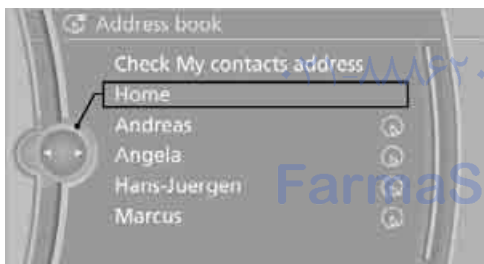 Address book
Check My contacts address
Home
Andreas
Angela
Hans-Juergen
Marcus
FarmaS